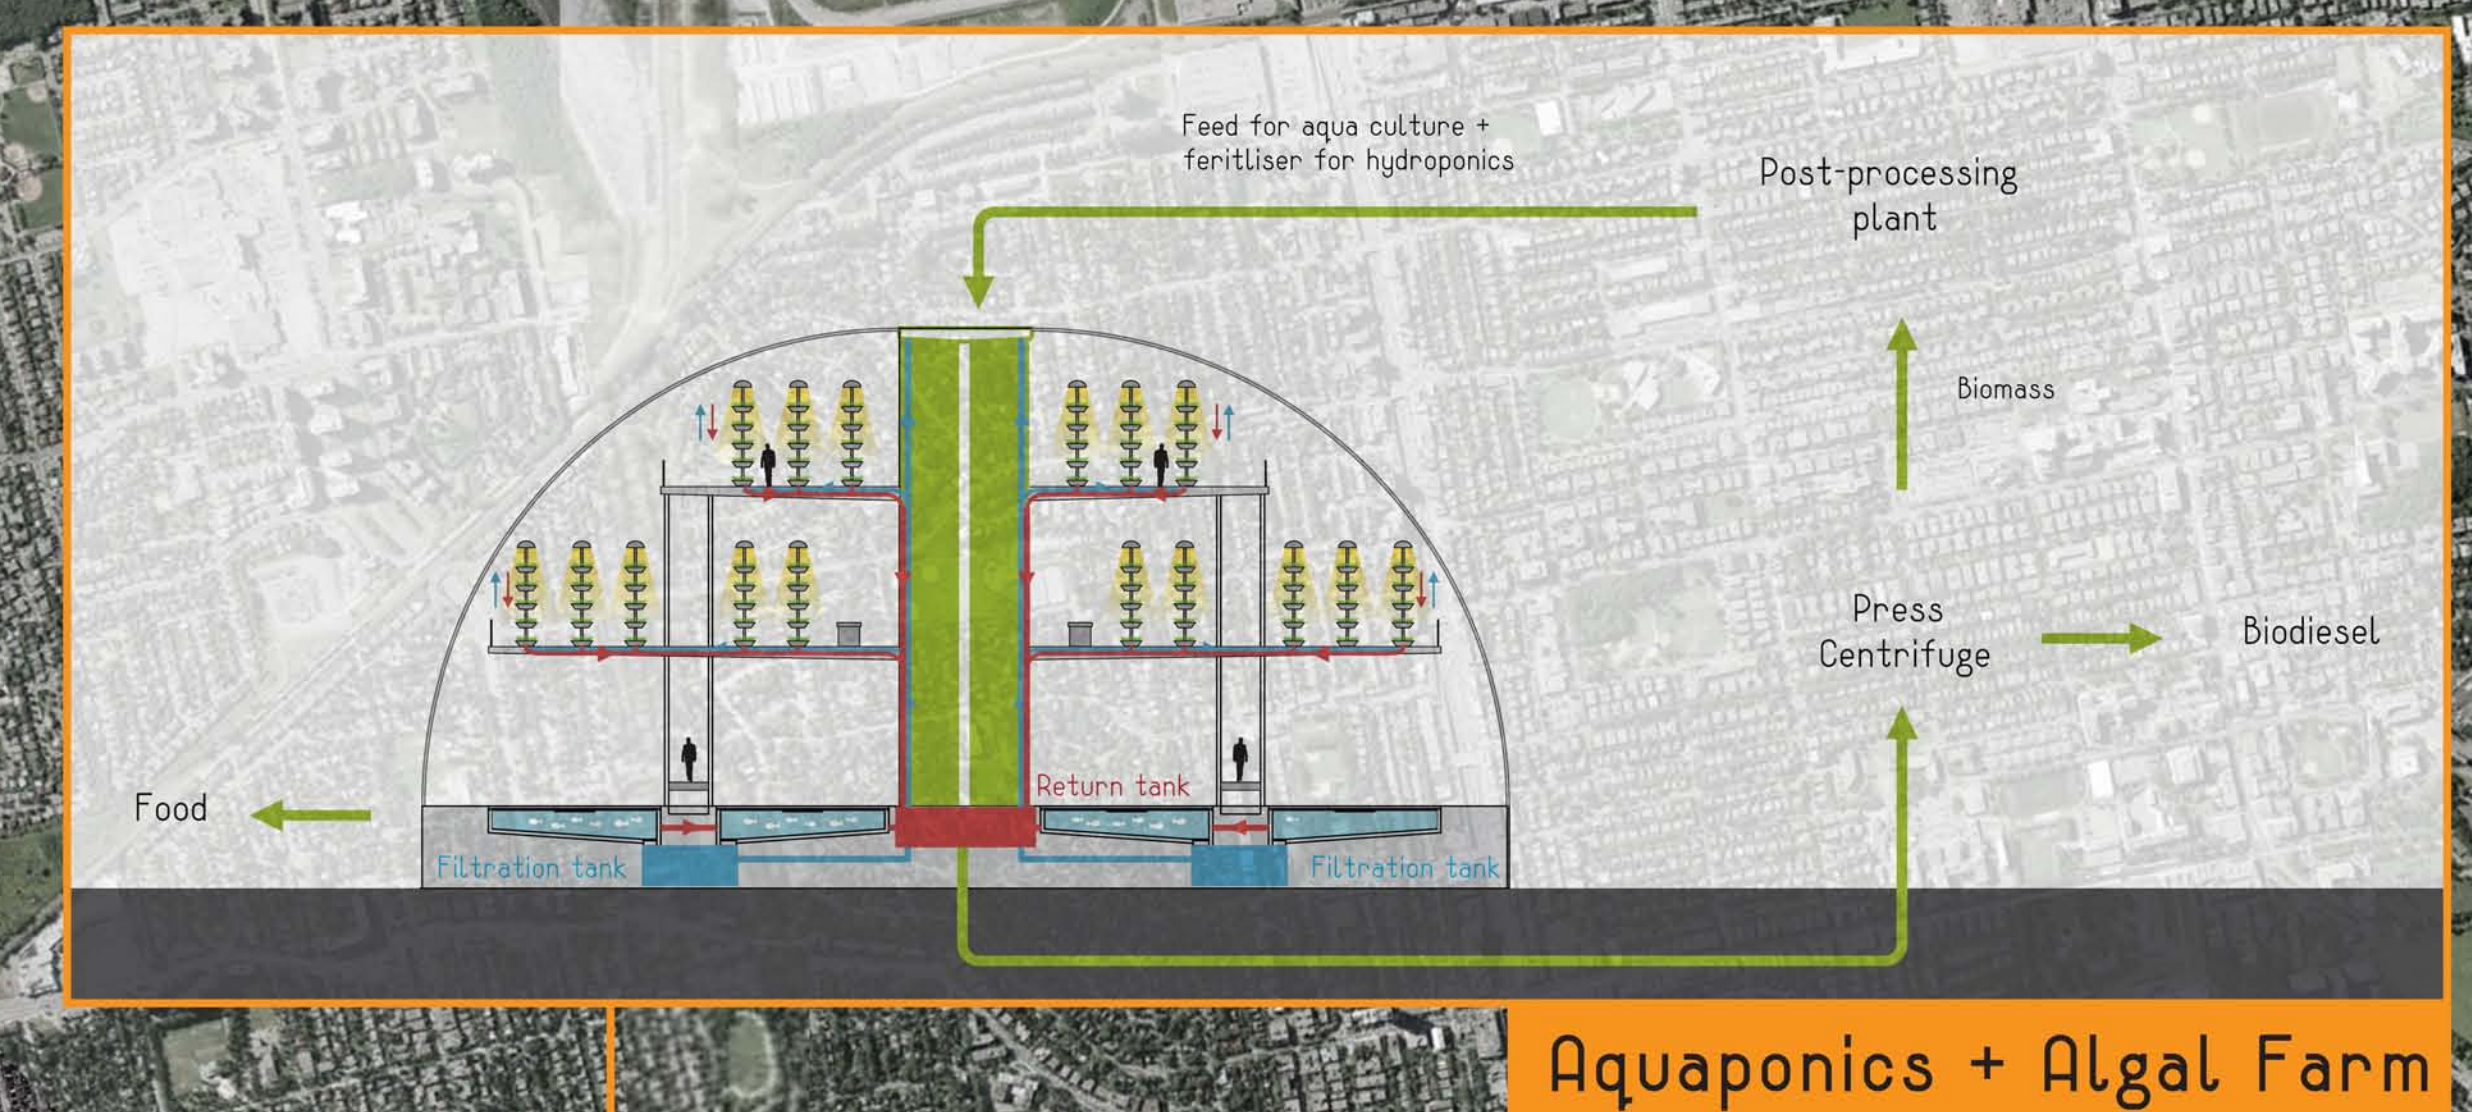 Feed for aqua culture +
feritliser for hydroponics
Post-processing
plant
Biomass
Press
Centrifuge
Biodiesel
Return tank
Food
Filtration tank
Filtration tank
Aquaponics + Algal Farm